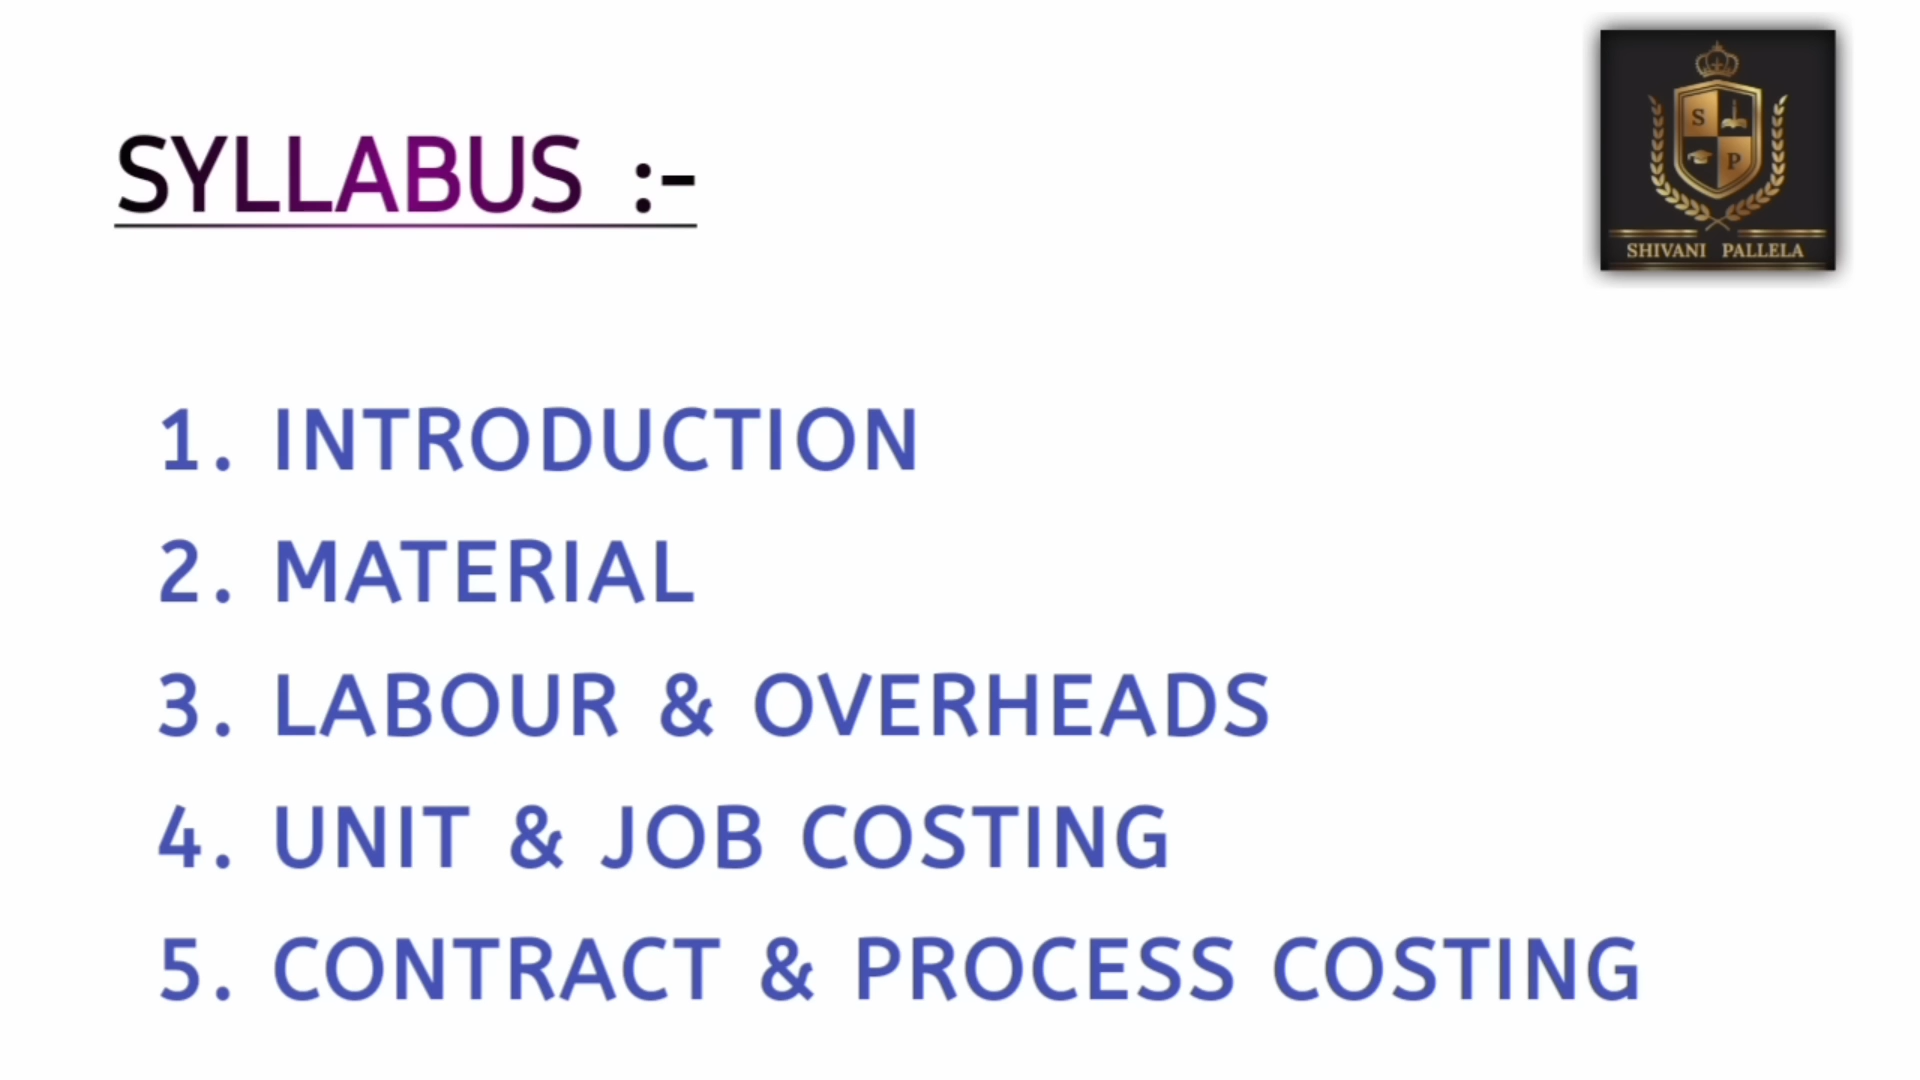 SYLLABUS :-
S
P
SHIVANI PALLELA
1. INTRODUCTION
2. MATERIAL
3. LABOUR & OVERHEADS
4. UNIT & JOB COSTING
5. CONTRACT & PROCESS COSTING